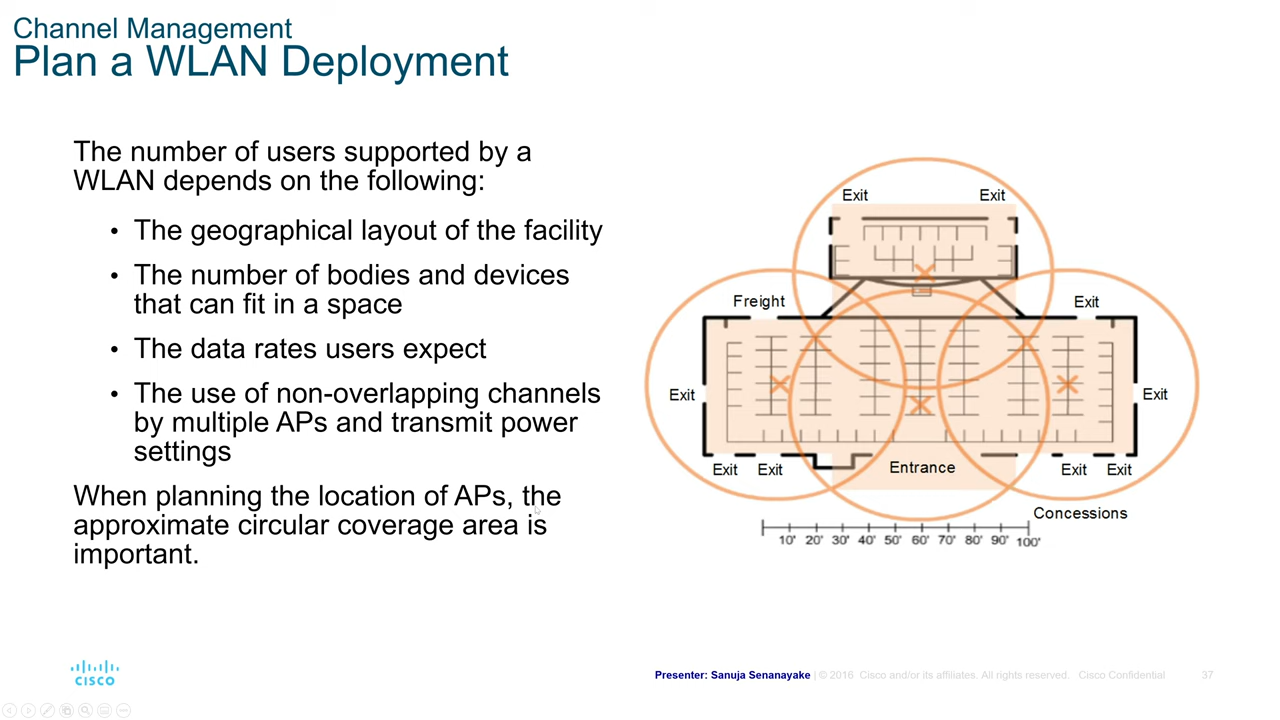 Channel Management
Plan a WLAN Deployment
The number of users supported by a
WLAN depends on the following:
• The geographical layout of the facility
• The number of bodies and devices
that can fit in a space
• The data rates users expect
• The use of non-overlapping channels
by multiple APs and transmit power
settings
When planning the location of APs, the
approximate circular coverage area is
important.
Exit Exit
Freight Exit
Exit Exit
Exit Exit Entrance Exit Exit
Concessions
10' 20' 30' 40' 50' 60' 70' 80' 90' 100'
CISCO
Presenter: Sanuja Senanayake | © 2016 Cisco and/or its affiliates. All rights reserved. Cisco Confidential 37